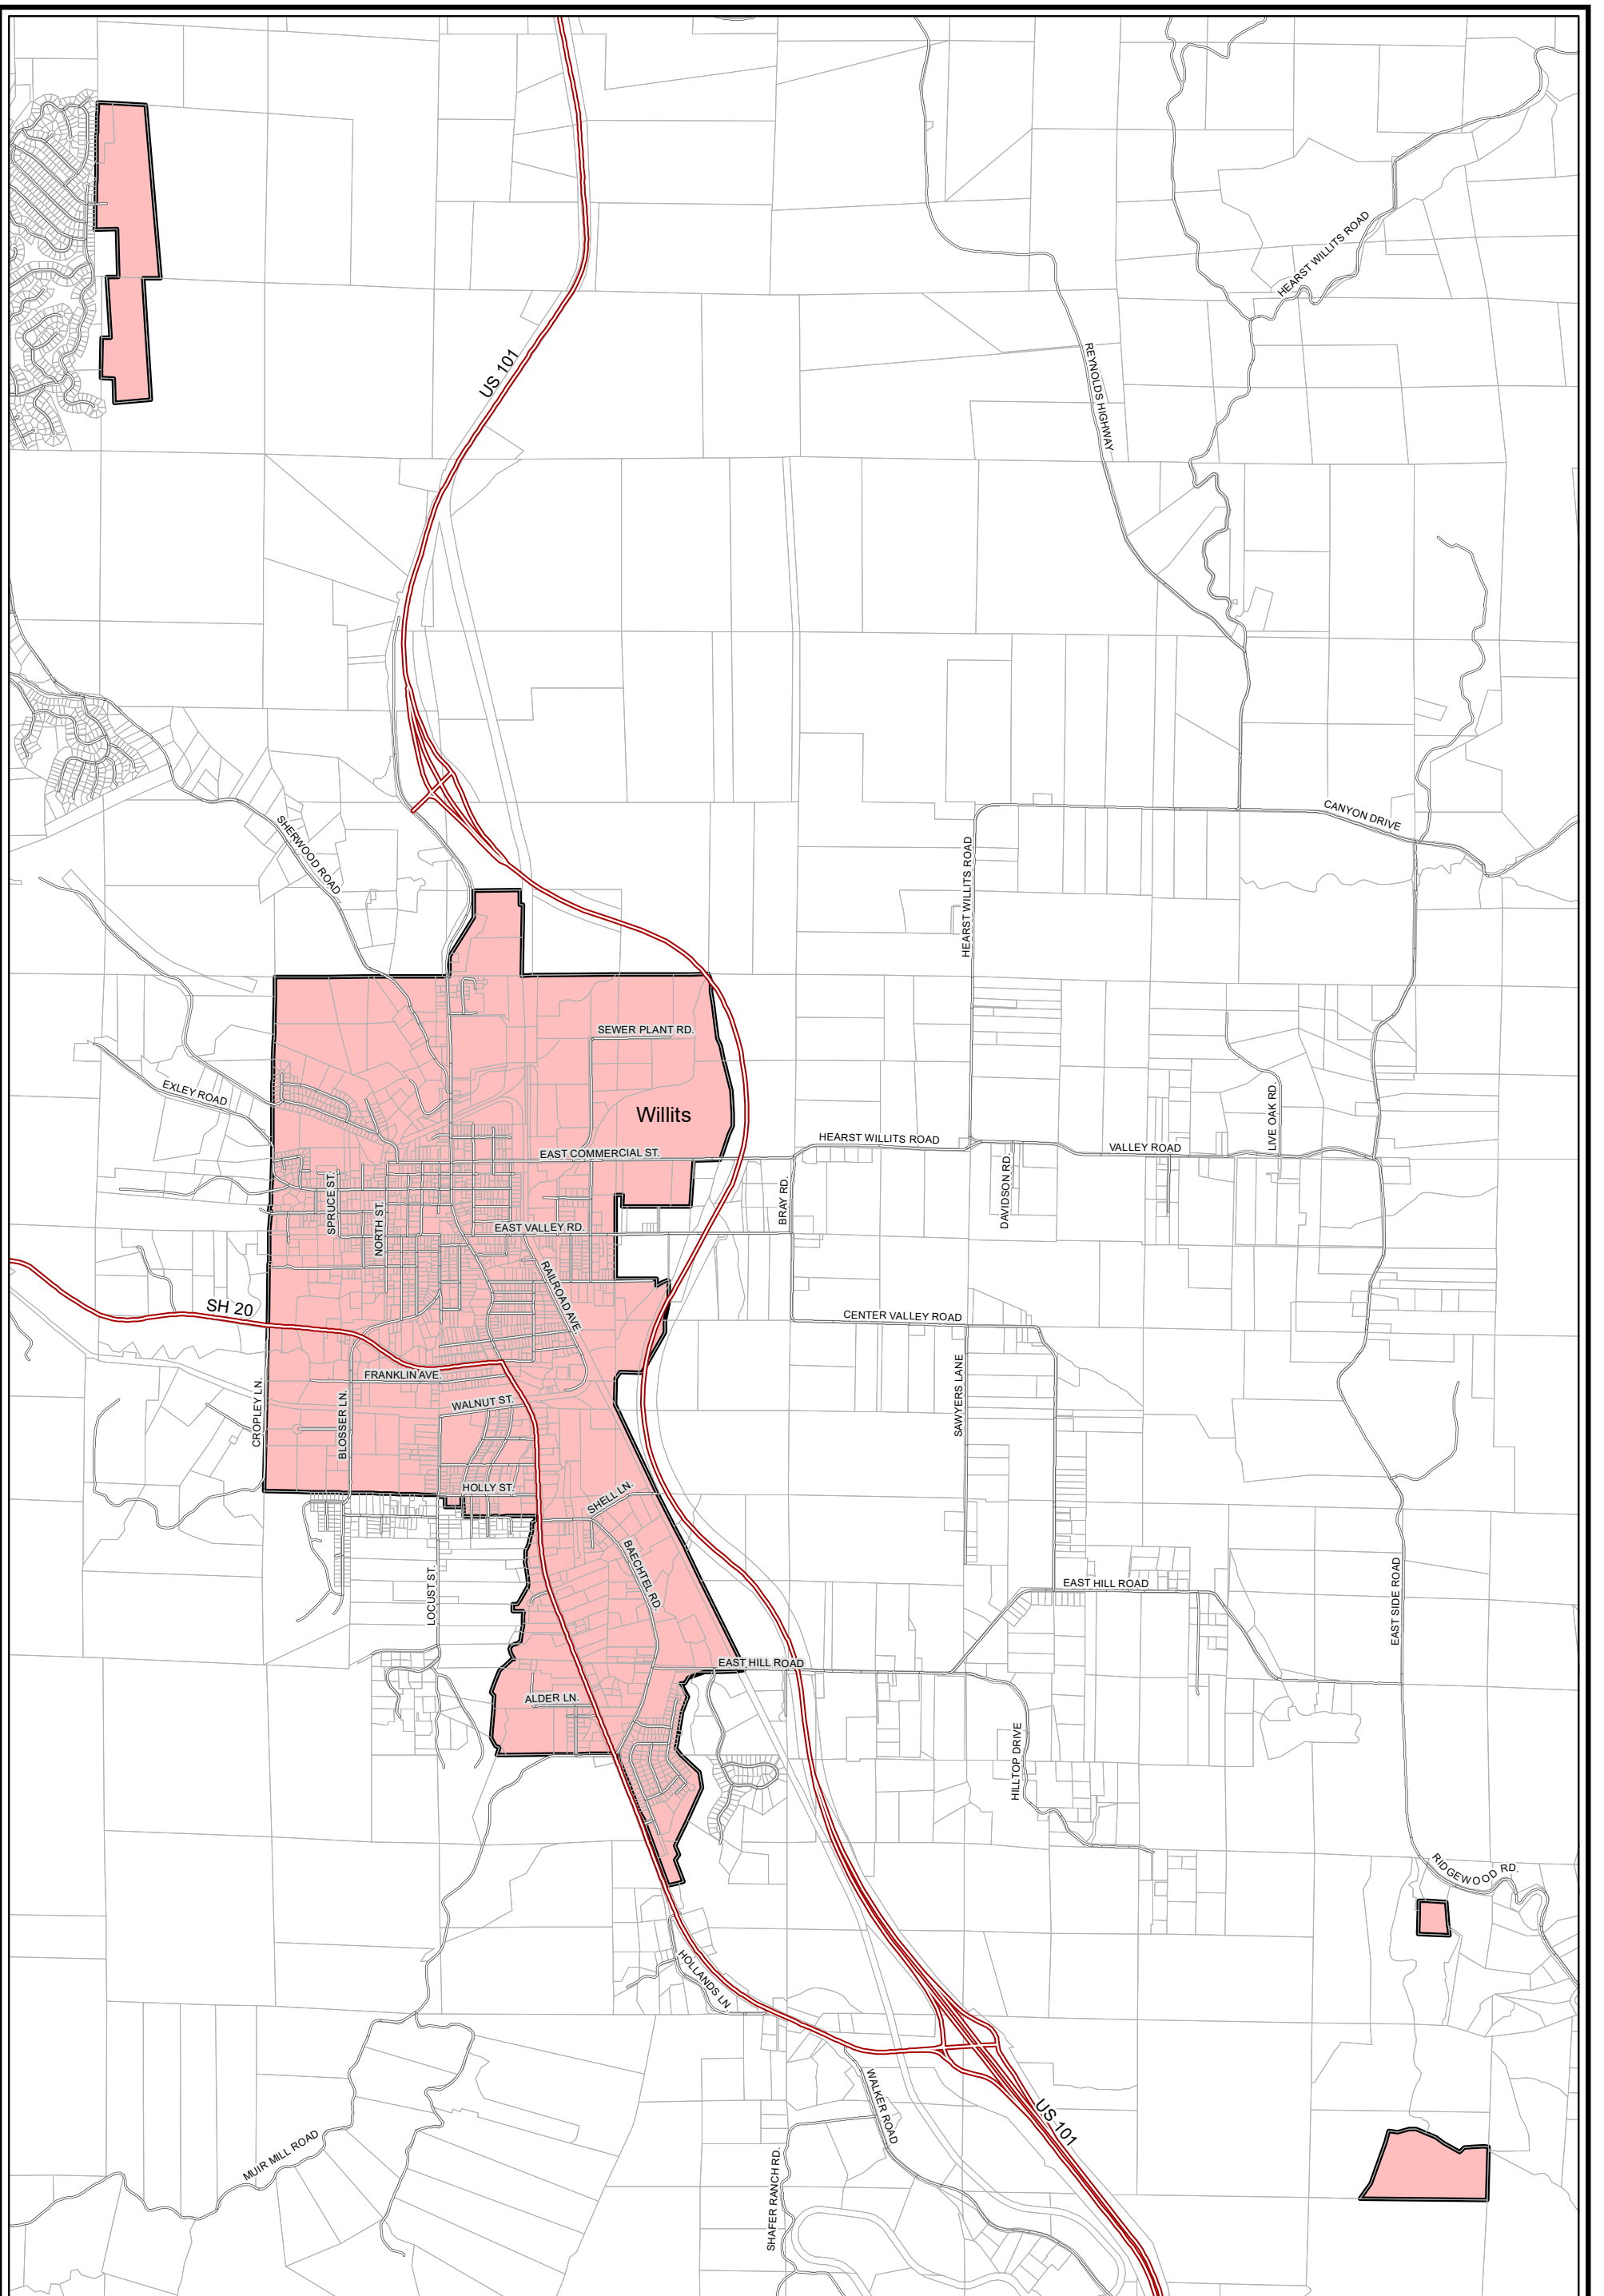 HEARST WILLITS ROAD
US 101
REYNOLDS HIGHWAY
CANYON DRIVE
SHERWOOD ROAD
HEARST WILLITS ROAD
SEWER PLANT RD.
EXLEY ROAD
Willits
LIVE OAK RD.
HEARST WILLITS ROAD
VALLEY ROAD
EAST COMMERCIAL ST.
SPRUCE ST.
NORTH ST.
BRAY RD.
DAVIDSON RD.
EAST VALLEY RD.
RAILROAD AVE.
SH 20
CENTER VALLEY ROAD
FRANKLIN AVE.
SAWYERS LANE
CROPLEY LN.
BLOSSER LN.
WALNUT ST.
HOLLY ST.
SHELL LN.
BAECHTEL RD.
LOCUST ST.
EAST HILL ROAD
EAST SIDE ROAD
EAST HILL ROAD
ALDER LN.
HILLTOP DRIVE
RIDGEWOOD RD.
HOLLANDS LN
WALKER ROAD
US 101
MUIR MILL ROAD
SHAFER RANCH RD.